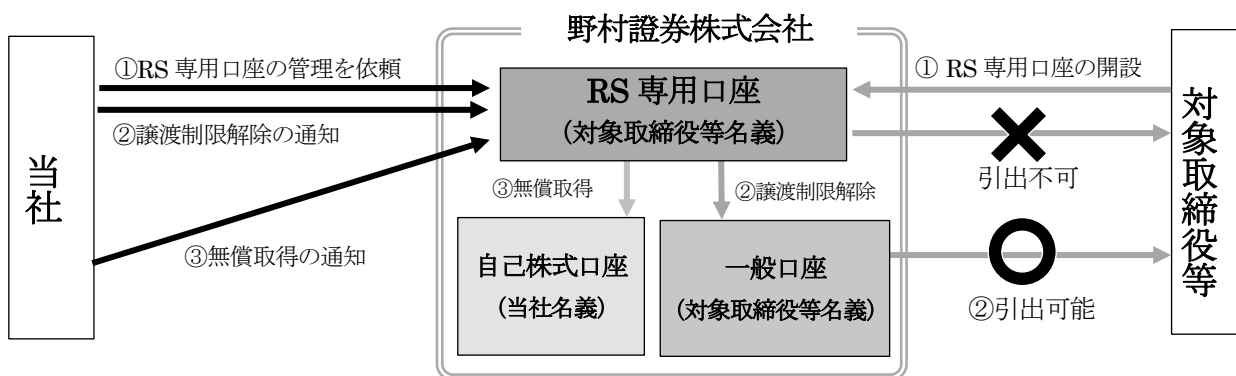 野村證券株式会社
当社
①RS 専用口座の管理を依頼
②譲渡制限解除の通知
③無償取得の通知
RS 専用口座
(対象取締役等名義)
③無償取得
②譲渡制限解除
自己株式口座
(当社名義)
一般口座
(対象取締役等名義)
① RS 専用口座の開設
引出不可
②引出可能
対象取締役等